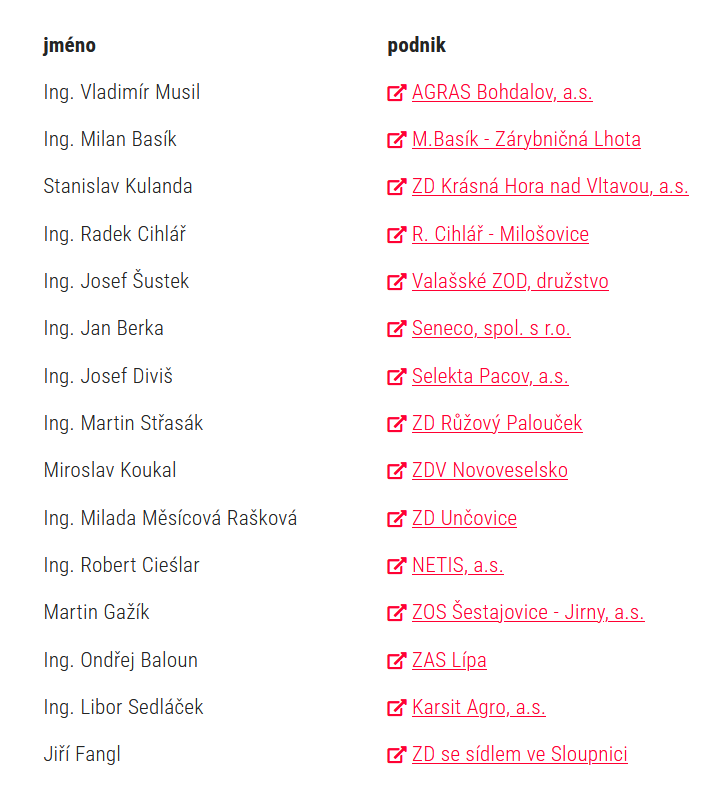 jméno podnik
Ing. Vladimír Musil AGRAS Bohdalov, a.s.
Ing. Milan Basík M.Basík - Zárybničná Lhota
Stanislav Kulanda ZD Krásná Hora nad Vltavou, a.s.
Ing. Radek Cihlář R. Cihlář - Milošovice
Ing. Josef Šustek Valašské ZOD, družstvo
Ing. Jan Berka Seneco, spol. s r.o.
Ing. Josef Diviš Selekta Pacov, a.s.
Ing. Martin Střasák ZD Růžový Palouček
Miroslav Koukal ZDV Novoveselsko
Ing. Milada Měsícová Rašková ZD Unčovice
Ing. Robert Cieślar NETIS, a.s.
Martin Gažík ZOS Šestajovice - Jirny, a.s.
Ing. Ondřej Baloun ZAS Lípa
Ing. Libor Sedláček Karsit Agro, a.s.
Jiří Fangl ZD se sídlem ve Sloupnici